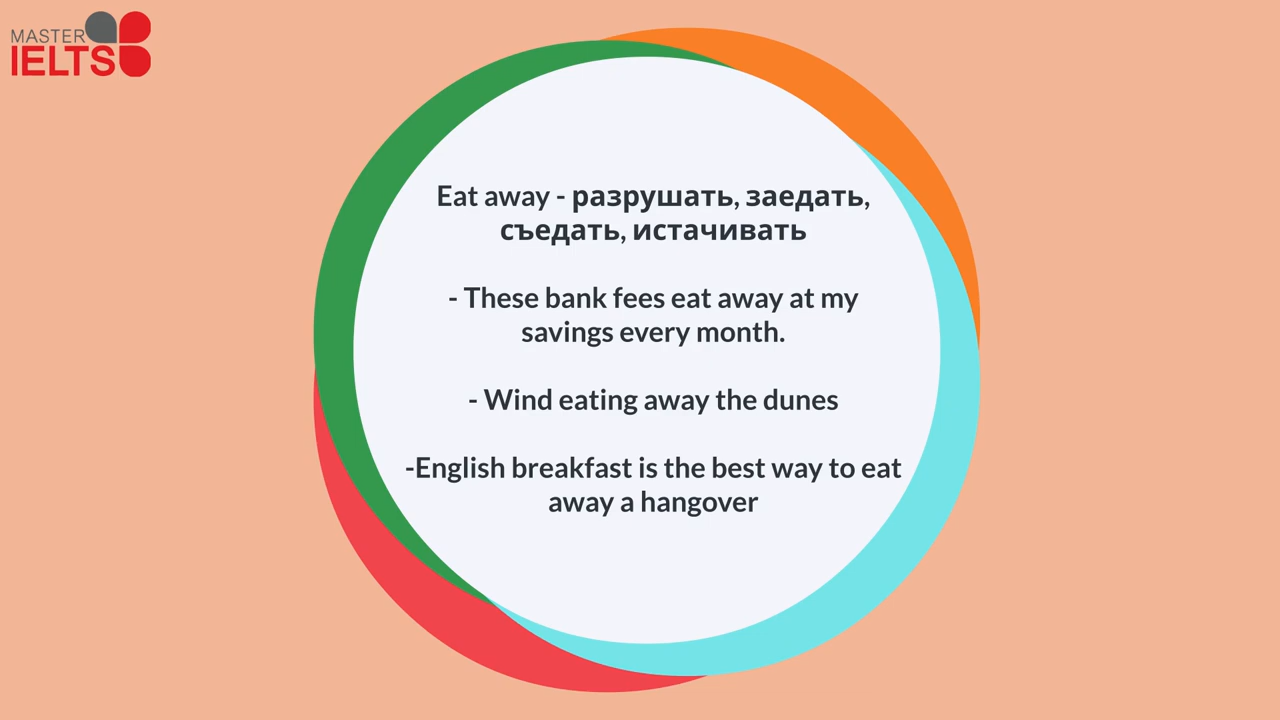 MASTER
IELTS
Eat away - разрушать, заедать,
съедать, истачивать
- These bank fees eat away at my
savings every month.
- Wind eating away the dunes
-English breakfast is the best way to eat
away a hangover